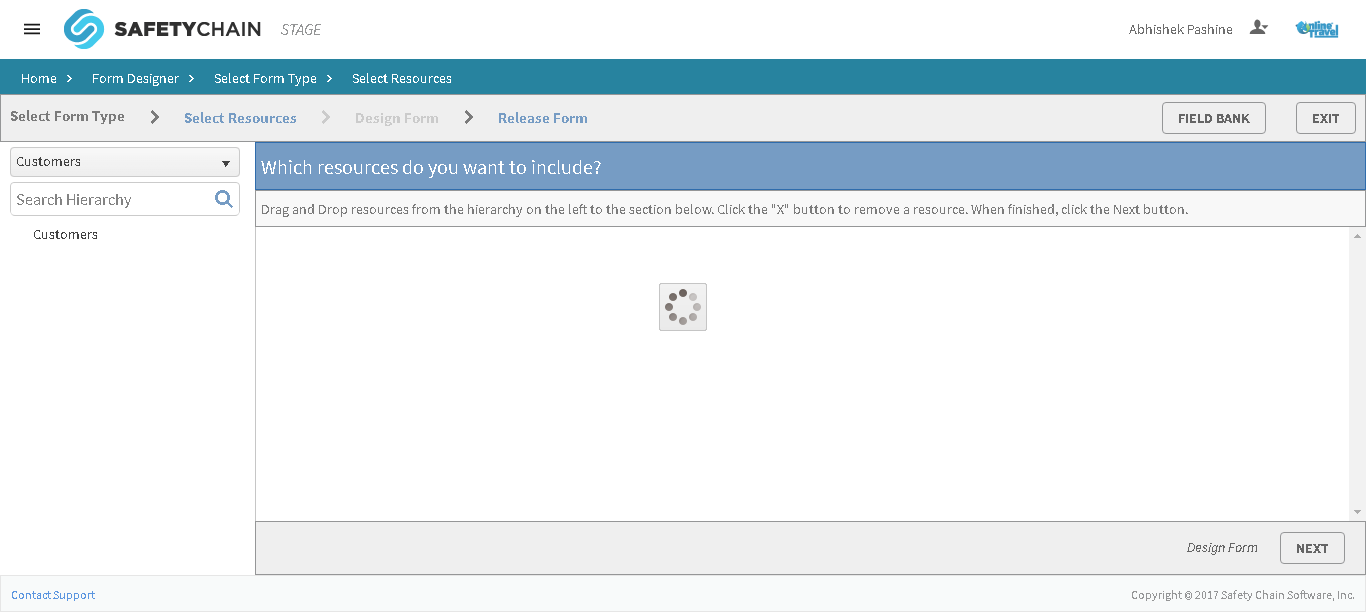 SAFETYCHAIN STAGE
Abhishek Pashine
Online Travel
Home > Form Designer > Select Form Type > Select Resources
Select Form Type > Select Resources > Design Form > Release Form
FIELD BANK
EXIT
Customers
Search Hierarchy
Customers
Which resources do you want to include?
Drag and Drop resources from the hierarchy on the left to the section below. Click the "X" button to remove a resource. When finished, click the Next button.
Design Form
NEXT
Contact Support
Copyright © 2017 Safety Chain Software, Inc.